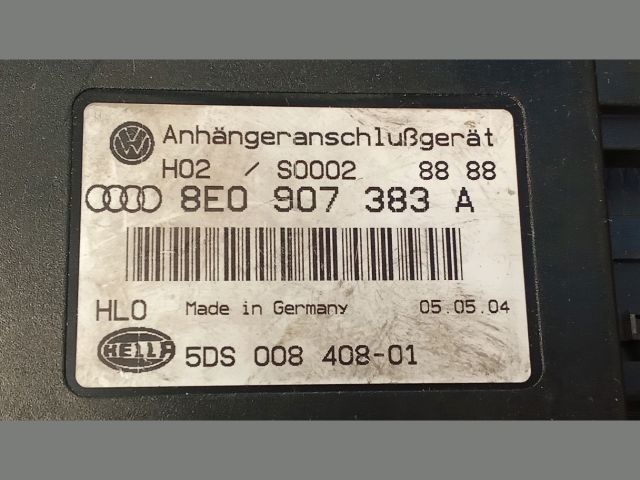 Anhängeranschlußgerät
H02 / S0002 88 88
8E0 907 383 A
HLO Made in Germany 05.05.04
HELLA 5DS 008 408-01